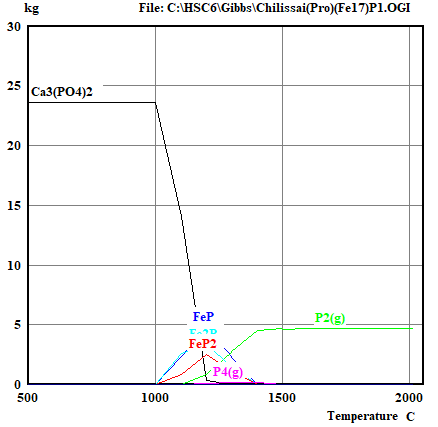 kg File: C:\HSC6\Gibbs\Chilissai(Pro)(Fe17)P1.OGI
30
25
Ca3(PO4)2
20
15
10
FeP
P2(g)
5
FeP2
P4(g)
0
500 1000 1500 2000
Temperature C